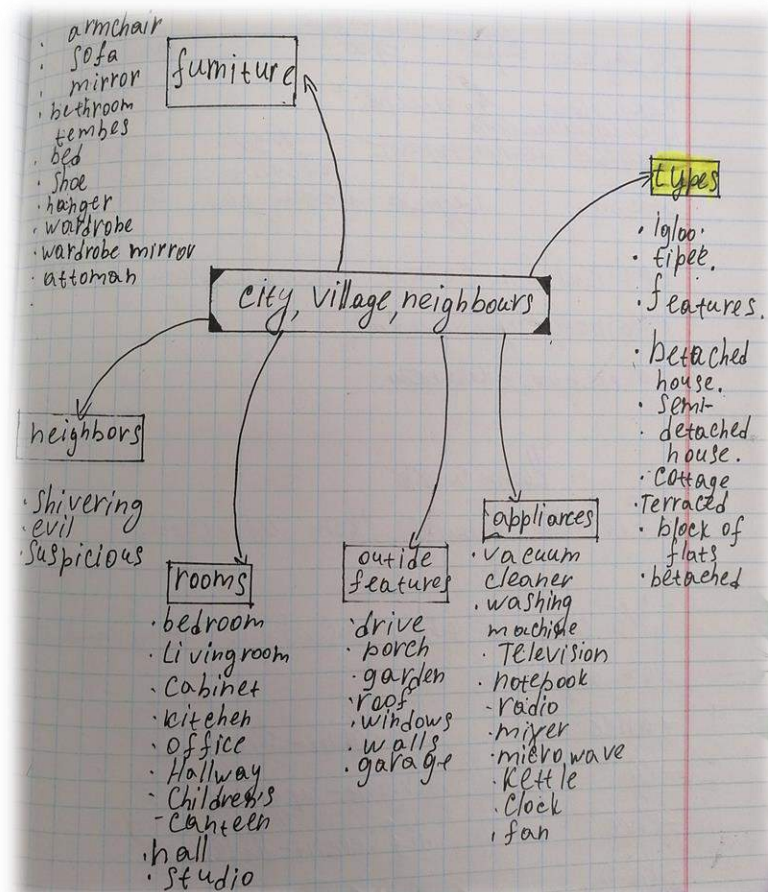 armchair
sofa
mirror
bethroom
tembes
bed
shoe
hanger
wardrobe
wardrobe mirror
attoman
furniture
types
igloo.
tipee.
features.
betached
house.
semi-
detached
house.
cottage
Terraced
block of
flats
betached
city, village, neighbours
neighbors
Shivering
evil
Suspicious
rooms
bedroom
Livingroom
Cabinet
kitchen
office
Hallway
Children's
canteen
hall
studio
outide
features
drive
porch
garden
roof
windows
walls
garage
appliances
vacuum
cleaner
washing
machine
Television
notebook
radio
mixer
microwave
kettle
Clock
fan